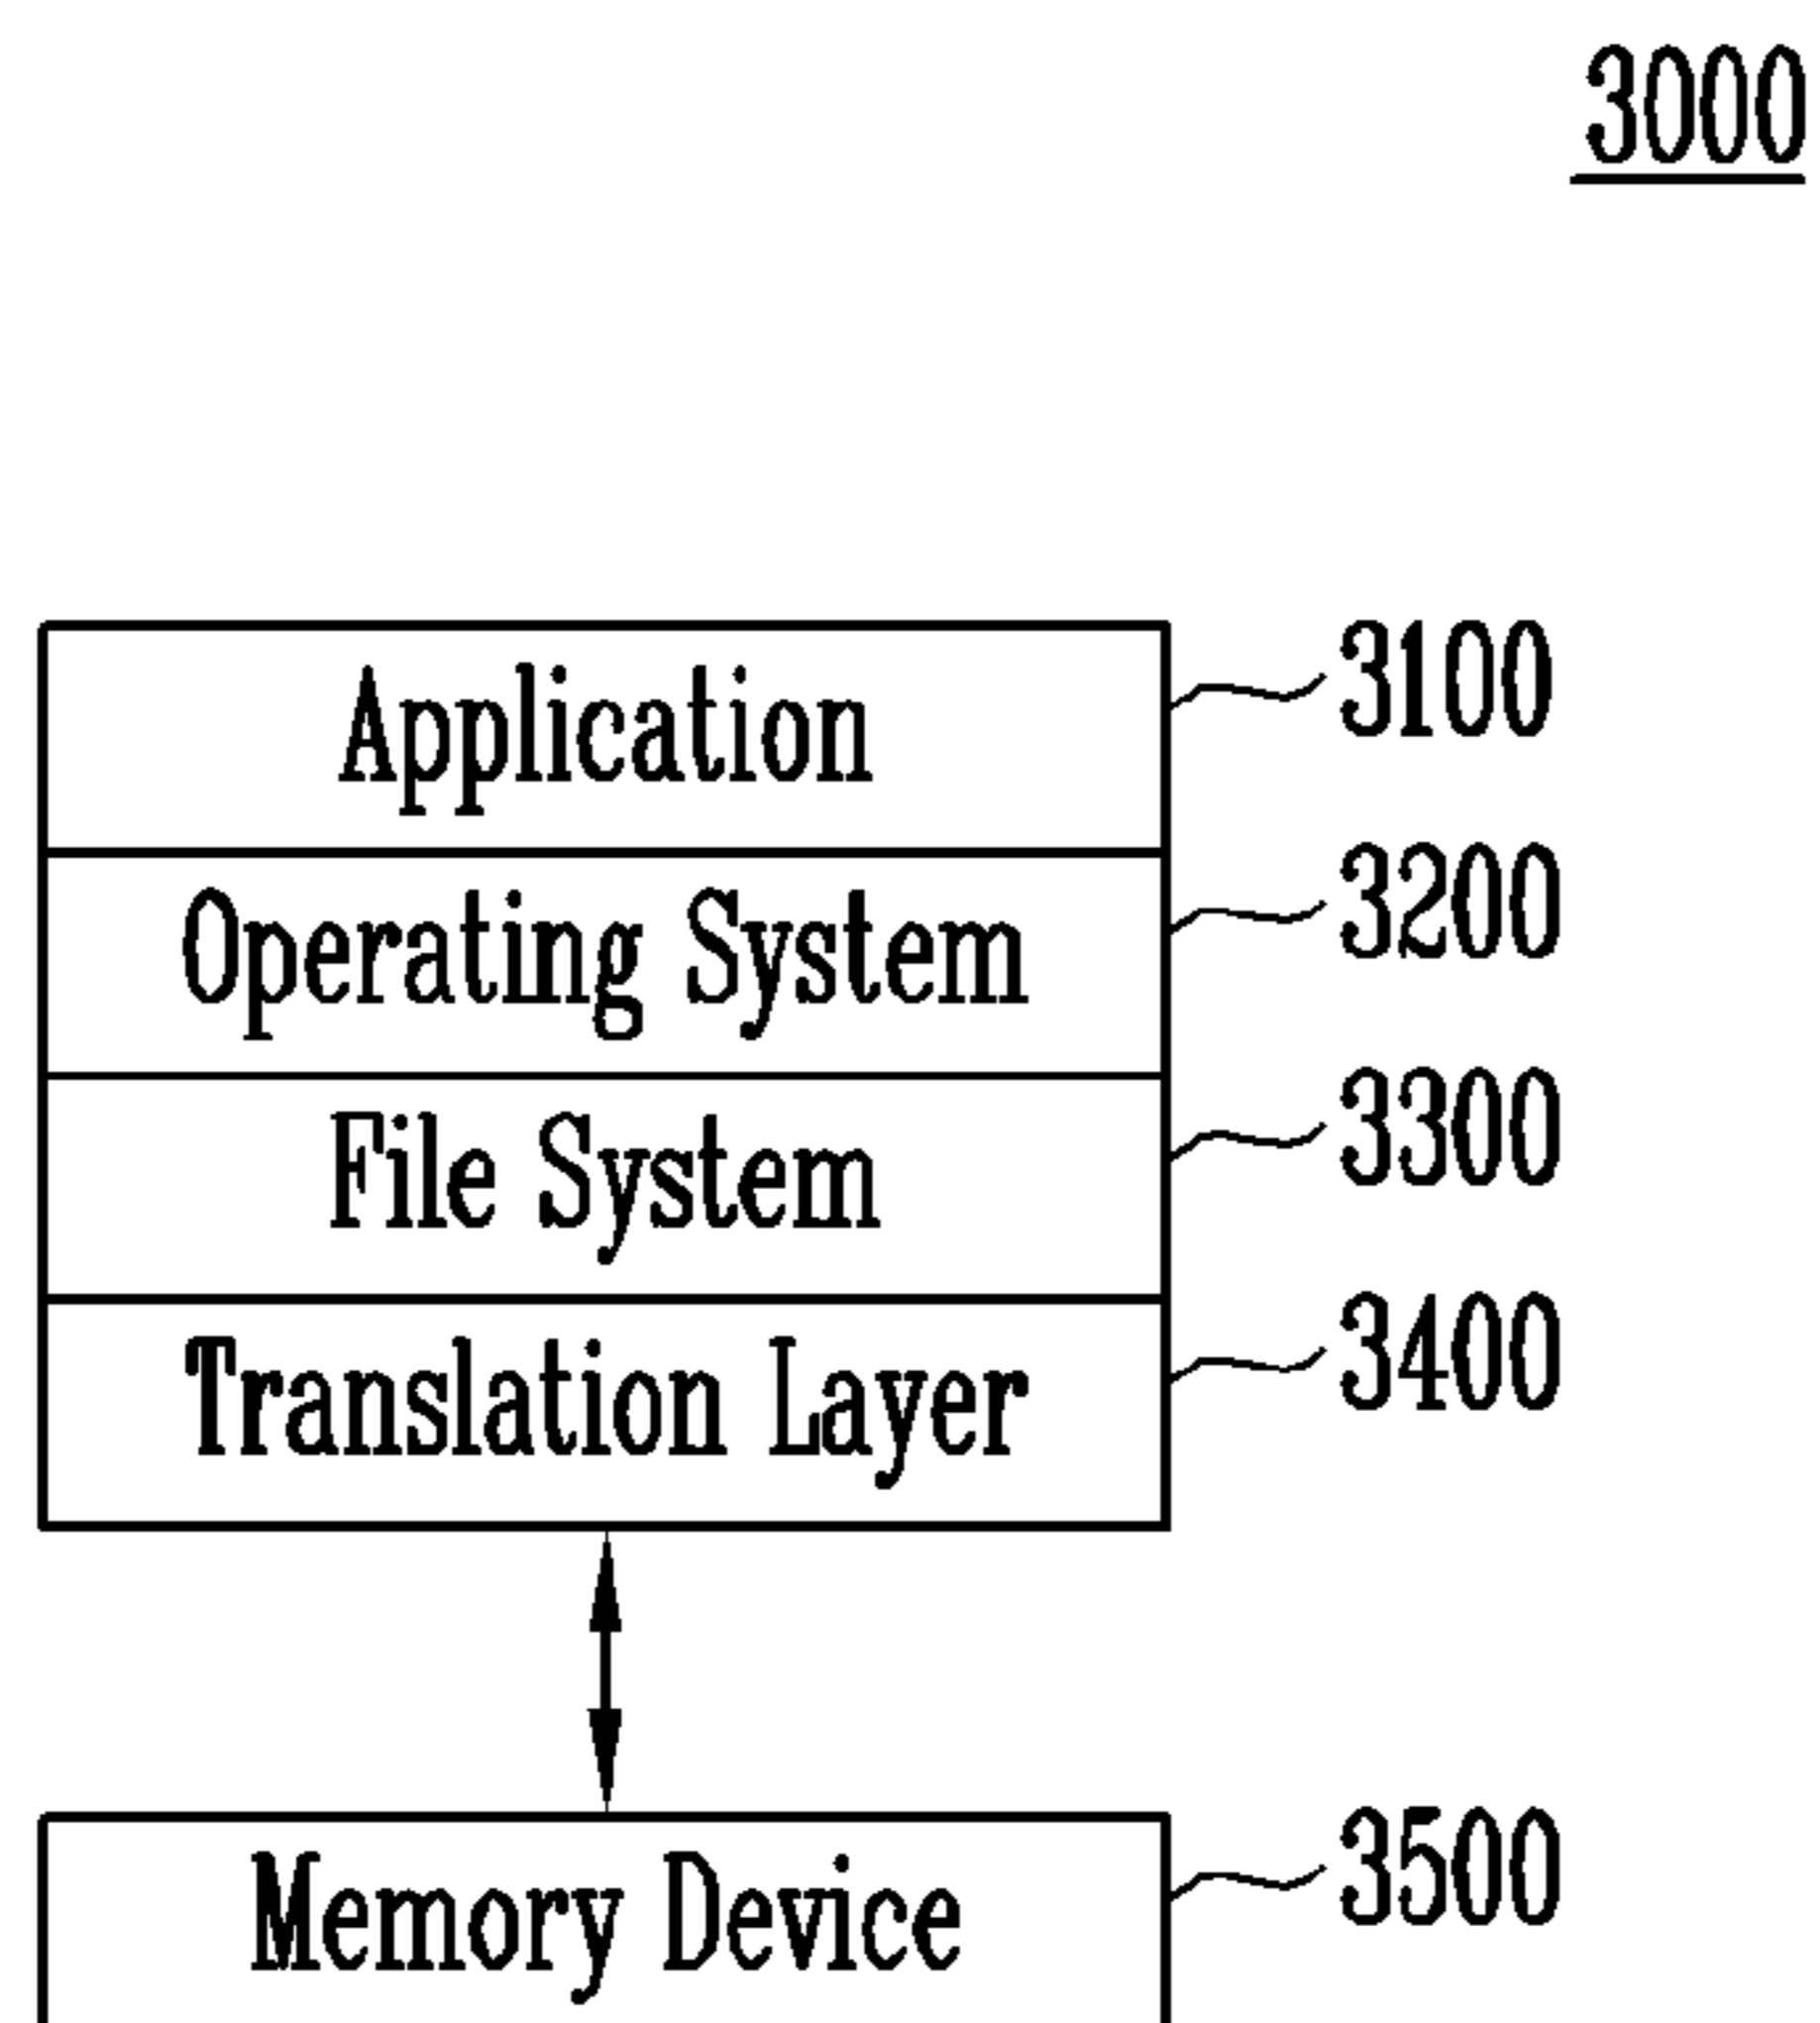 3000
Application 3100
Operating System 3200
File System 3300
Translation Layer 3400
Memory Device 3500